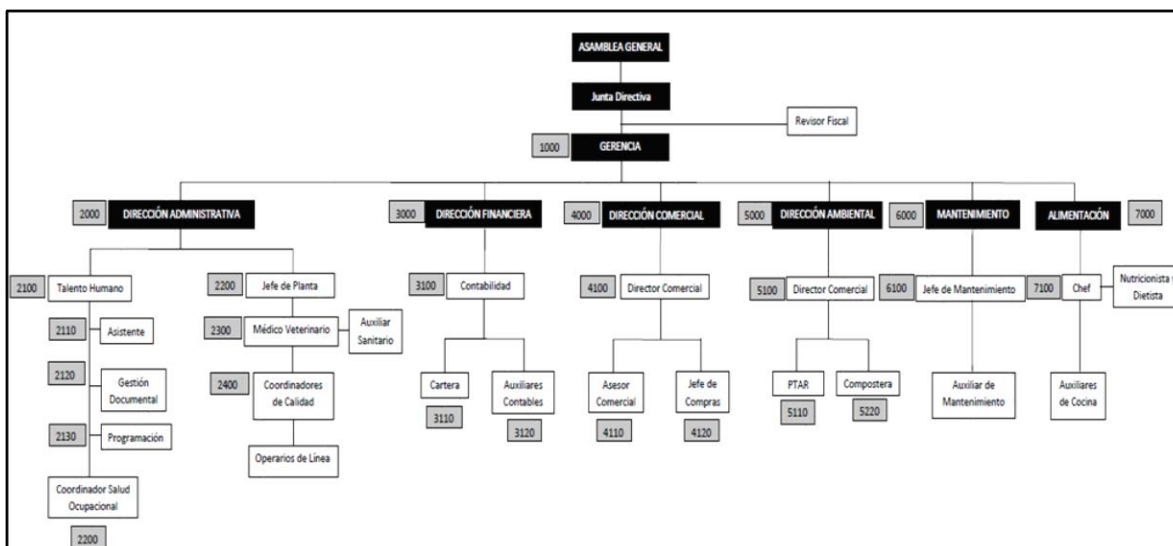 ASAMBLEA GENERAL
Junta Directiva
Revisor Fiscal
1000
GERENCIA
2000
DIRECCIÓN ADMINISTRATIVA
3000
DIRECCIÓN FINANCIERA
4000
DIRECCIÓN COMERCIAL
5000
DIRECCIÓN AMBIENTAL
6000
MANTENIMIENTO
ALIMENTACIÓN
7000
2100
Talento Humano
2200
Jefe de Planta
3100
Contabilidad
4100
Director Comercial
5100
Director Comercial
6100
Jefe de Mantenimiento
7100
Chef
Nutricionista
Dietista
2110
Asistente
2300
Médico Veterinario
Auxiliar
Sanitario
2120
Gestión
Documental
2400
Coordinadores
de Calidad
Cartera
3110
Auxiliares
Contables
3120
Asesor
Comercial
4110
Jefe de
Compras
4120
PTAR
5110
Compostera
5220
Auxiliar de
Mantenimiento
Auxiliares
de Cocina
2130
Programación
Operarios de Línea
Coordinador Salud
Ocupacional
2200